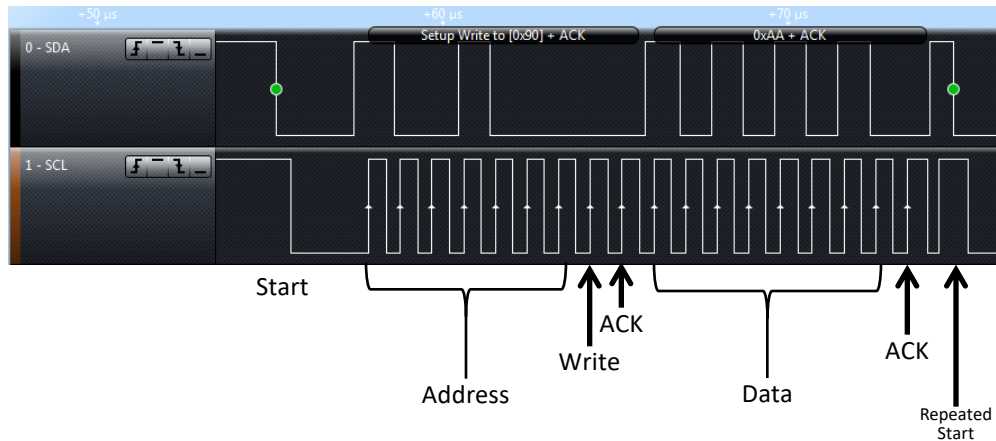 +50 µs
+60 µs
+70 µs
0 - SDA
Setup Write to [0x90] + ACK
0xAA + ACK
1 - SCL
Start
Address
Write
ACK
Data
ACK
Repeated
Start